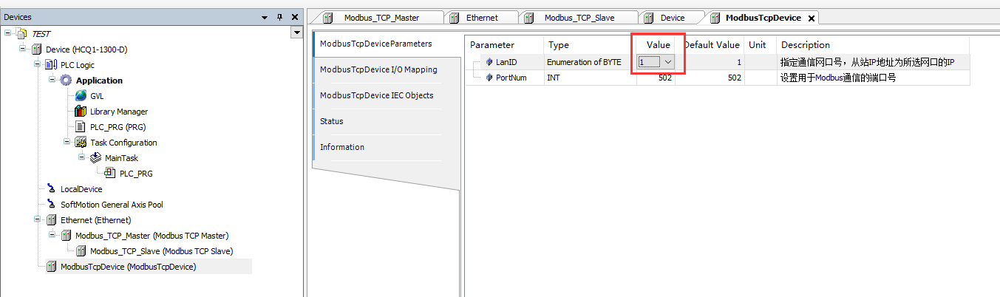 Devices
TEST
Device (HCQ1-1300-D)
PLC Logic
Application
GVL
Library Manager
PLC_PRG (PRG)
Task Configuration
MainTask
PLC_PRG
LocalDevice
SoftMotion General Axis Pool
Ethernet (Ethernet)
Modbus_TCP_Master (Modbus TCP Master)
Modbus_TCP_Slave (Modbus TCP Slave)
ModbusTcpDevice (ModbusTcpDevice)
Modbus_TCP_Master Ethernet Modbus_TCP_Slave Device ModbusTcpDevice
ModbusTcpDeviceParameters
ModbusTcpDevice I/O Mapping
ModbusTcpDevice IEC Objects
Status
Information
Parameter Type Value Default Value Unit Description
LanID Enumeration of BYTE 1 1 指定通信网口号，从站IP地址为所选网口的IP
PortNum INT 502 502 设置用于Modbus通信的端口号